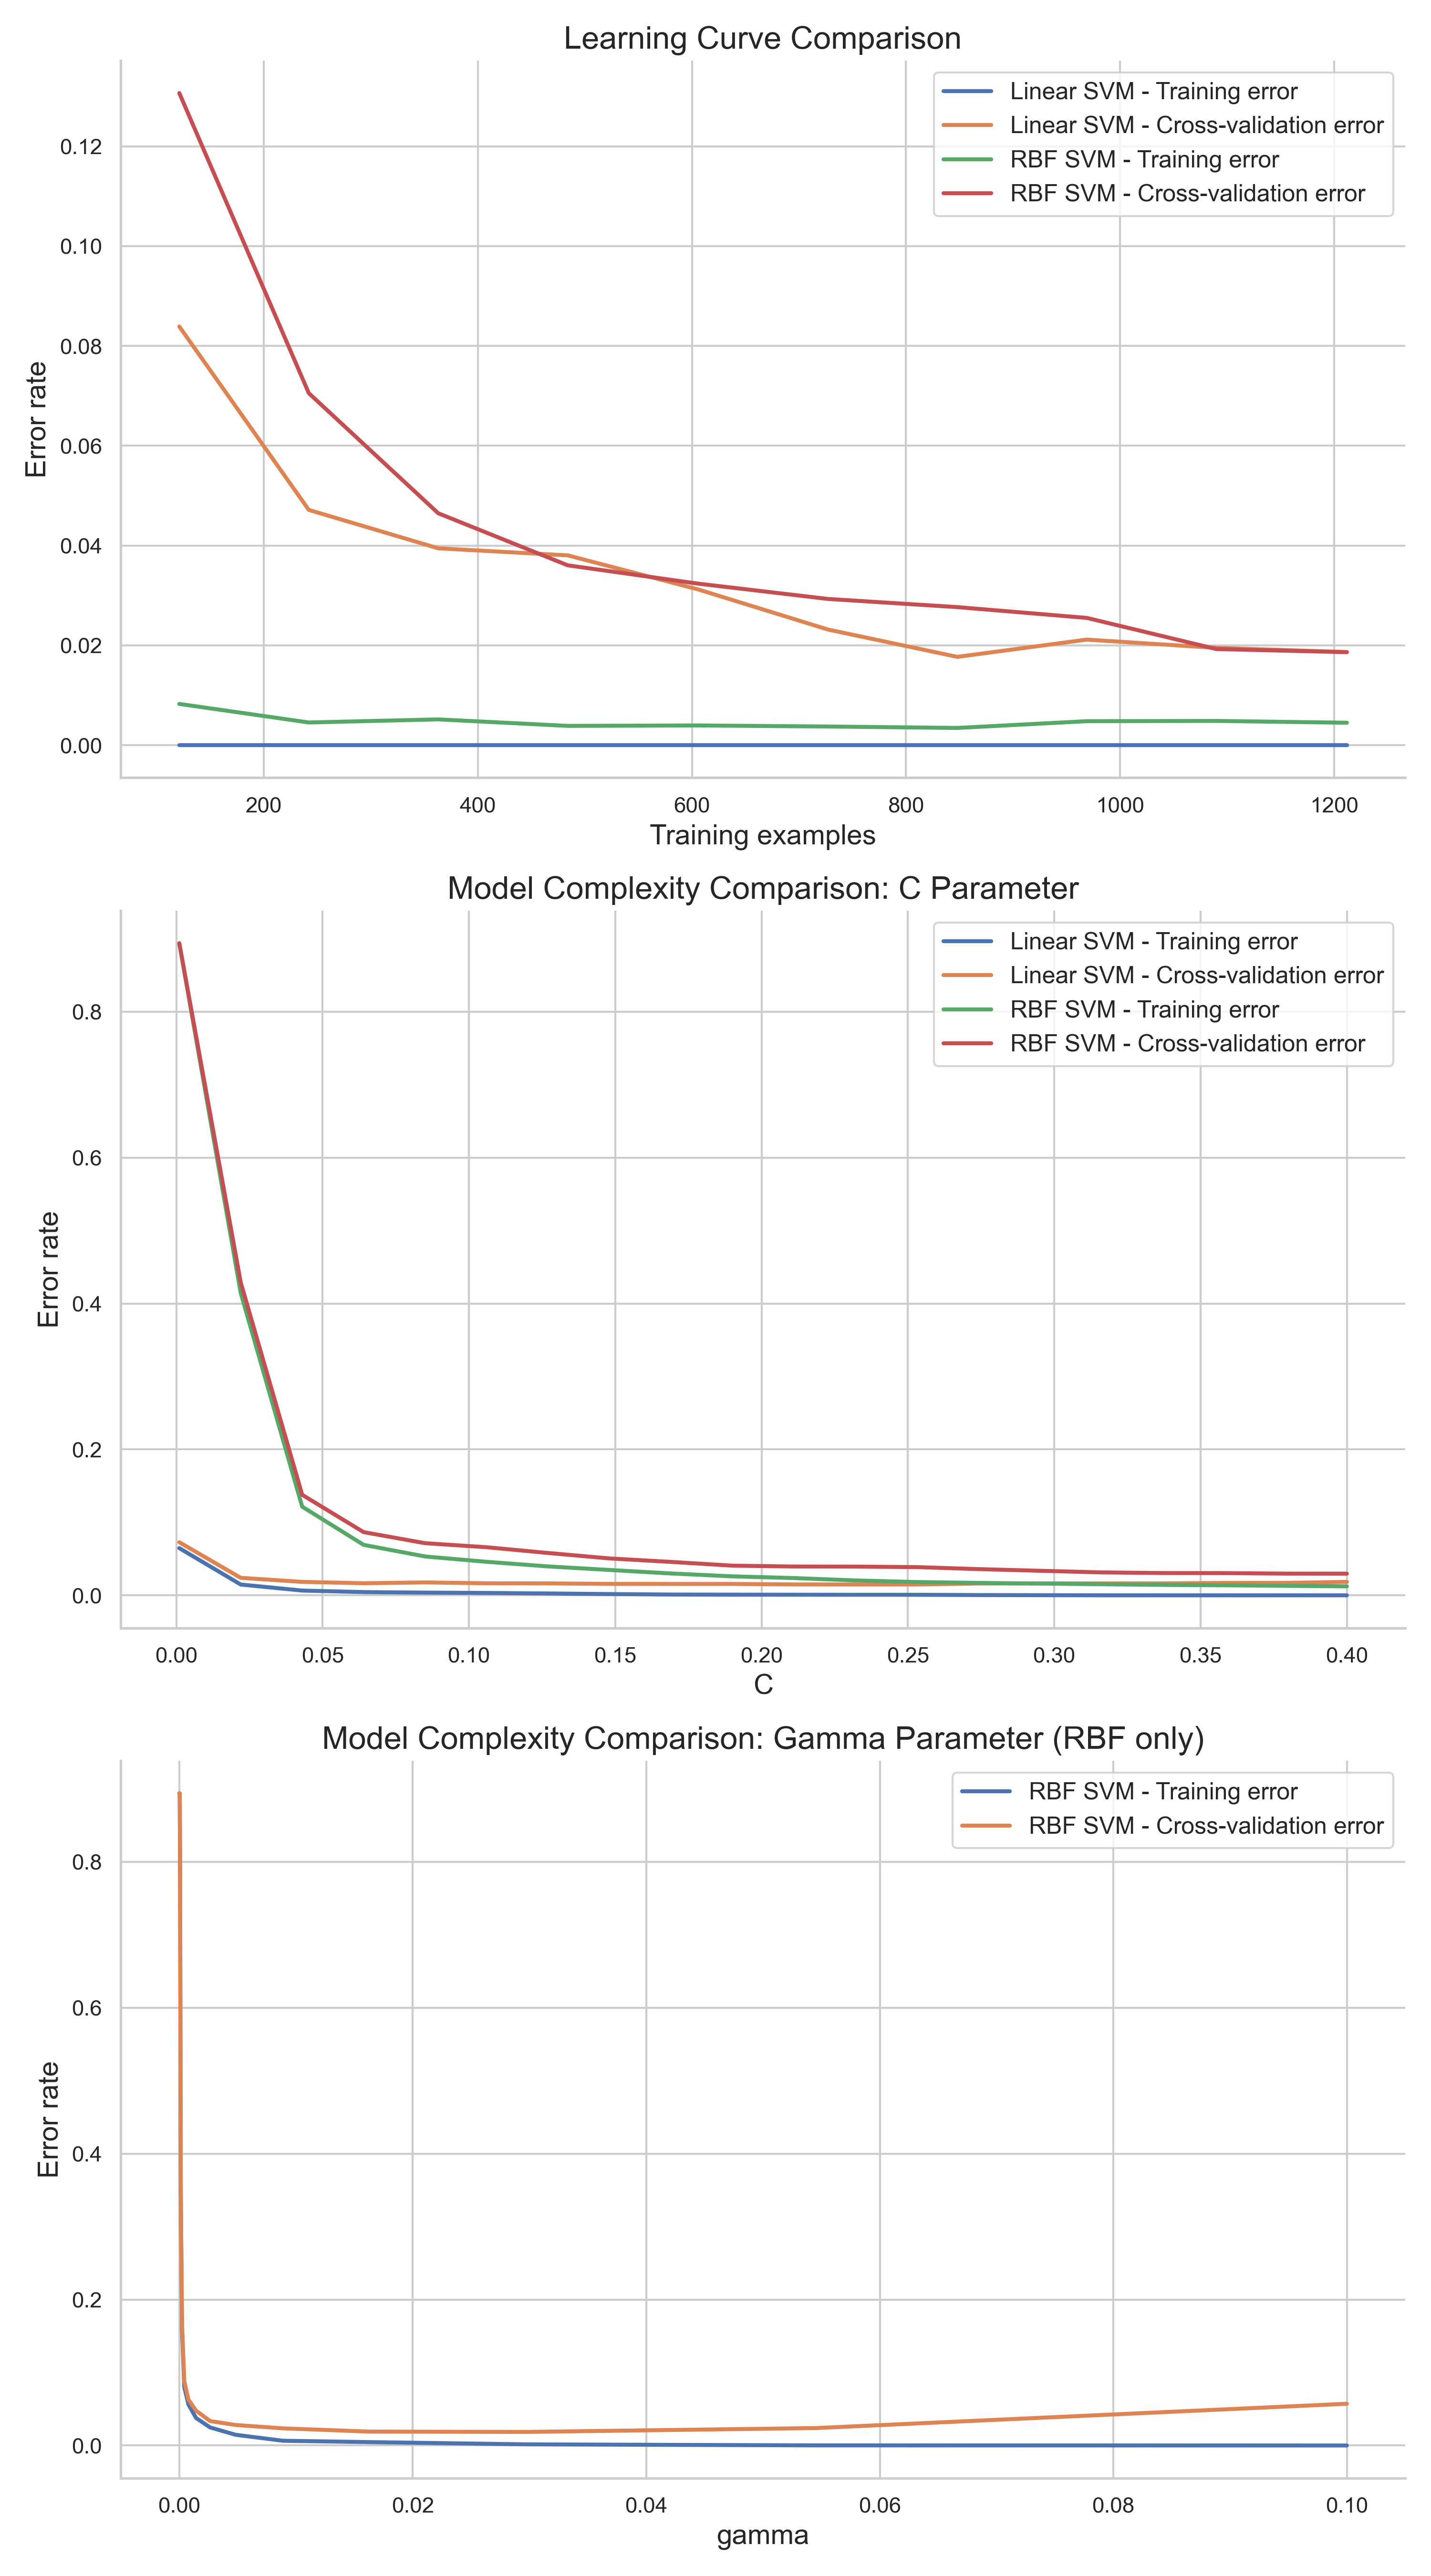 Learning Curve Comparison
Linear SVM - Training error
Linear SVM - Cross-validation error
RBF SVM - Training error
RBF SVM - Cross-validation error
0.12
0.10
0.08
0.06
0.04
0.02
0.00
Error rate
200 400 600 800 1000 1200
Training examples
Model Complexity Comparison: C Parameter
Linear SVM - Training error
Linear SVM - Cross-validation error
RBF SVM - Training error
RBF SVM - Cross-validation error
0.8
0.6
0.4
0.2
0.0
Error rate
0.00 0.05 0.10 0.15 0.20 0.25 0.30 0.35 0.40
C
Model Complexity Comparison: Gamma Parameter (RBF only)
RBF SVM - Training error
RBF SVM - Cross-validation error
0.8
0.6
0.4
0.2
0.0
Error rate
0.00 0.02 0.04 0.06 0.08 0.10
gamma